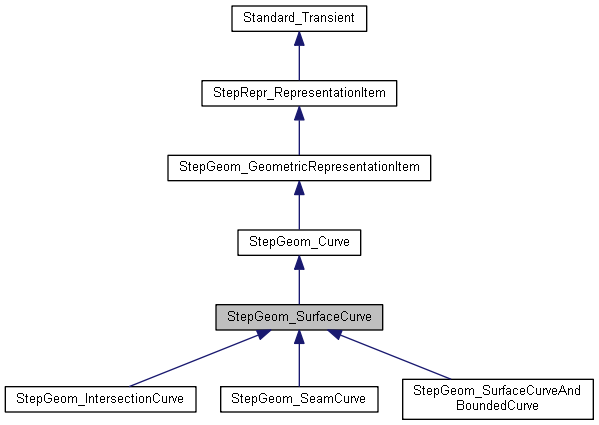 Standard_Transient
StepRepr_RepresentationItem
StepGeom_GeometricRepresentationItem
StepGeom_Curve
StepGeom_SurfaceCurve
StepGeom_IntersectionCurve
StepGeom_SeamCurve
StepGeom_SurfaceCurveAnd
BoundedCurve